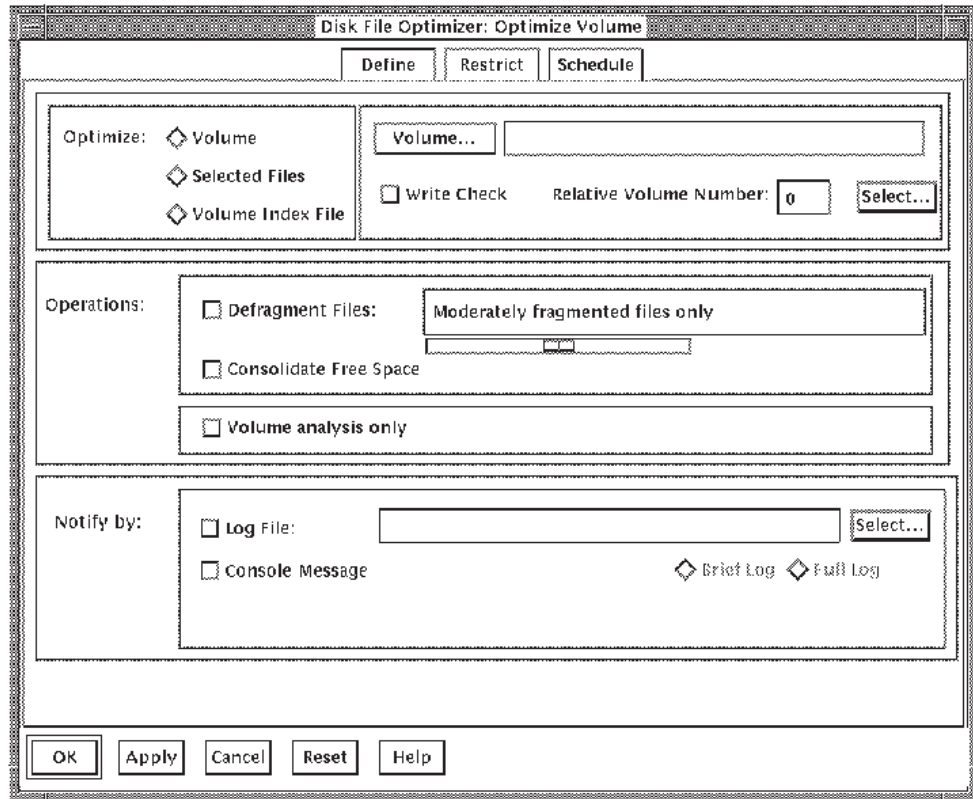 Disk File Optimizer: Optimize Volume
Define Restrict Schedule
Optimize: Volume
Selected Files
Volume Index File
Volume...
Write Check Relative Volume Number: 0 Select...
Operations:
Defragment Files: Moderately fragmented files only
Consolidate Free Space
Volume analysis only
Notify by:
Log File: Select...
Console Message Brief Log Full Log
OK Apply Cancel Reset Help